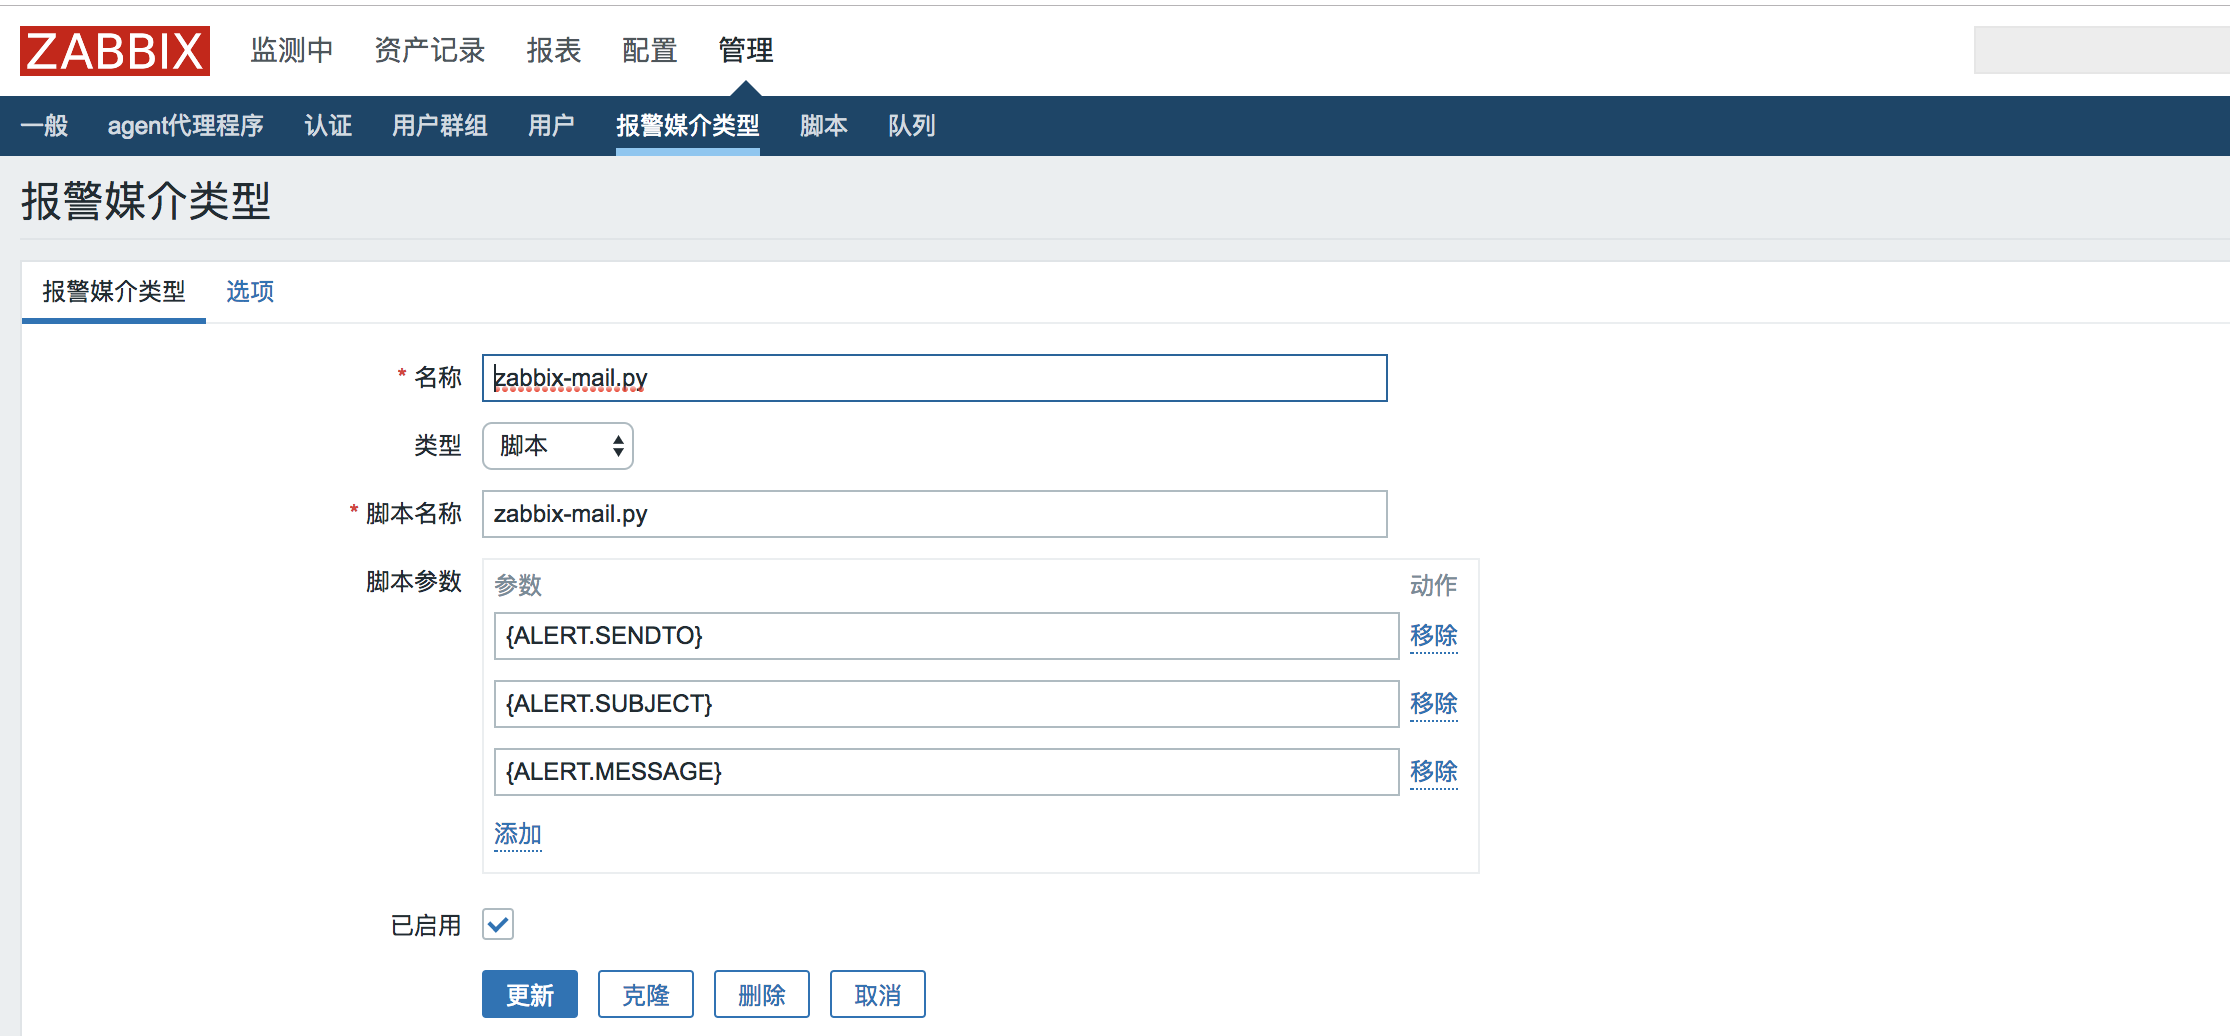 ZABBIX 监测中 资产记录 报表 配置 管理
一般 agent代理程序 认证 用户群组 用户 报警媒介类型 脚本 队列
报警媒介类型
报警媒介类型 选项
* 名称 zabbix-mail.py
类型 脚本
* 脚本名称 zabbix-mail.py
脚本参数 参数 动作
{ALERT.SENDTO} 移除
{ALERT.SUBJECT} 移除
{ALERT.MESSAGE} 移除
添加
已启用
更新 克隆 删除 取消